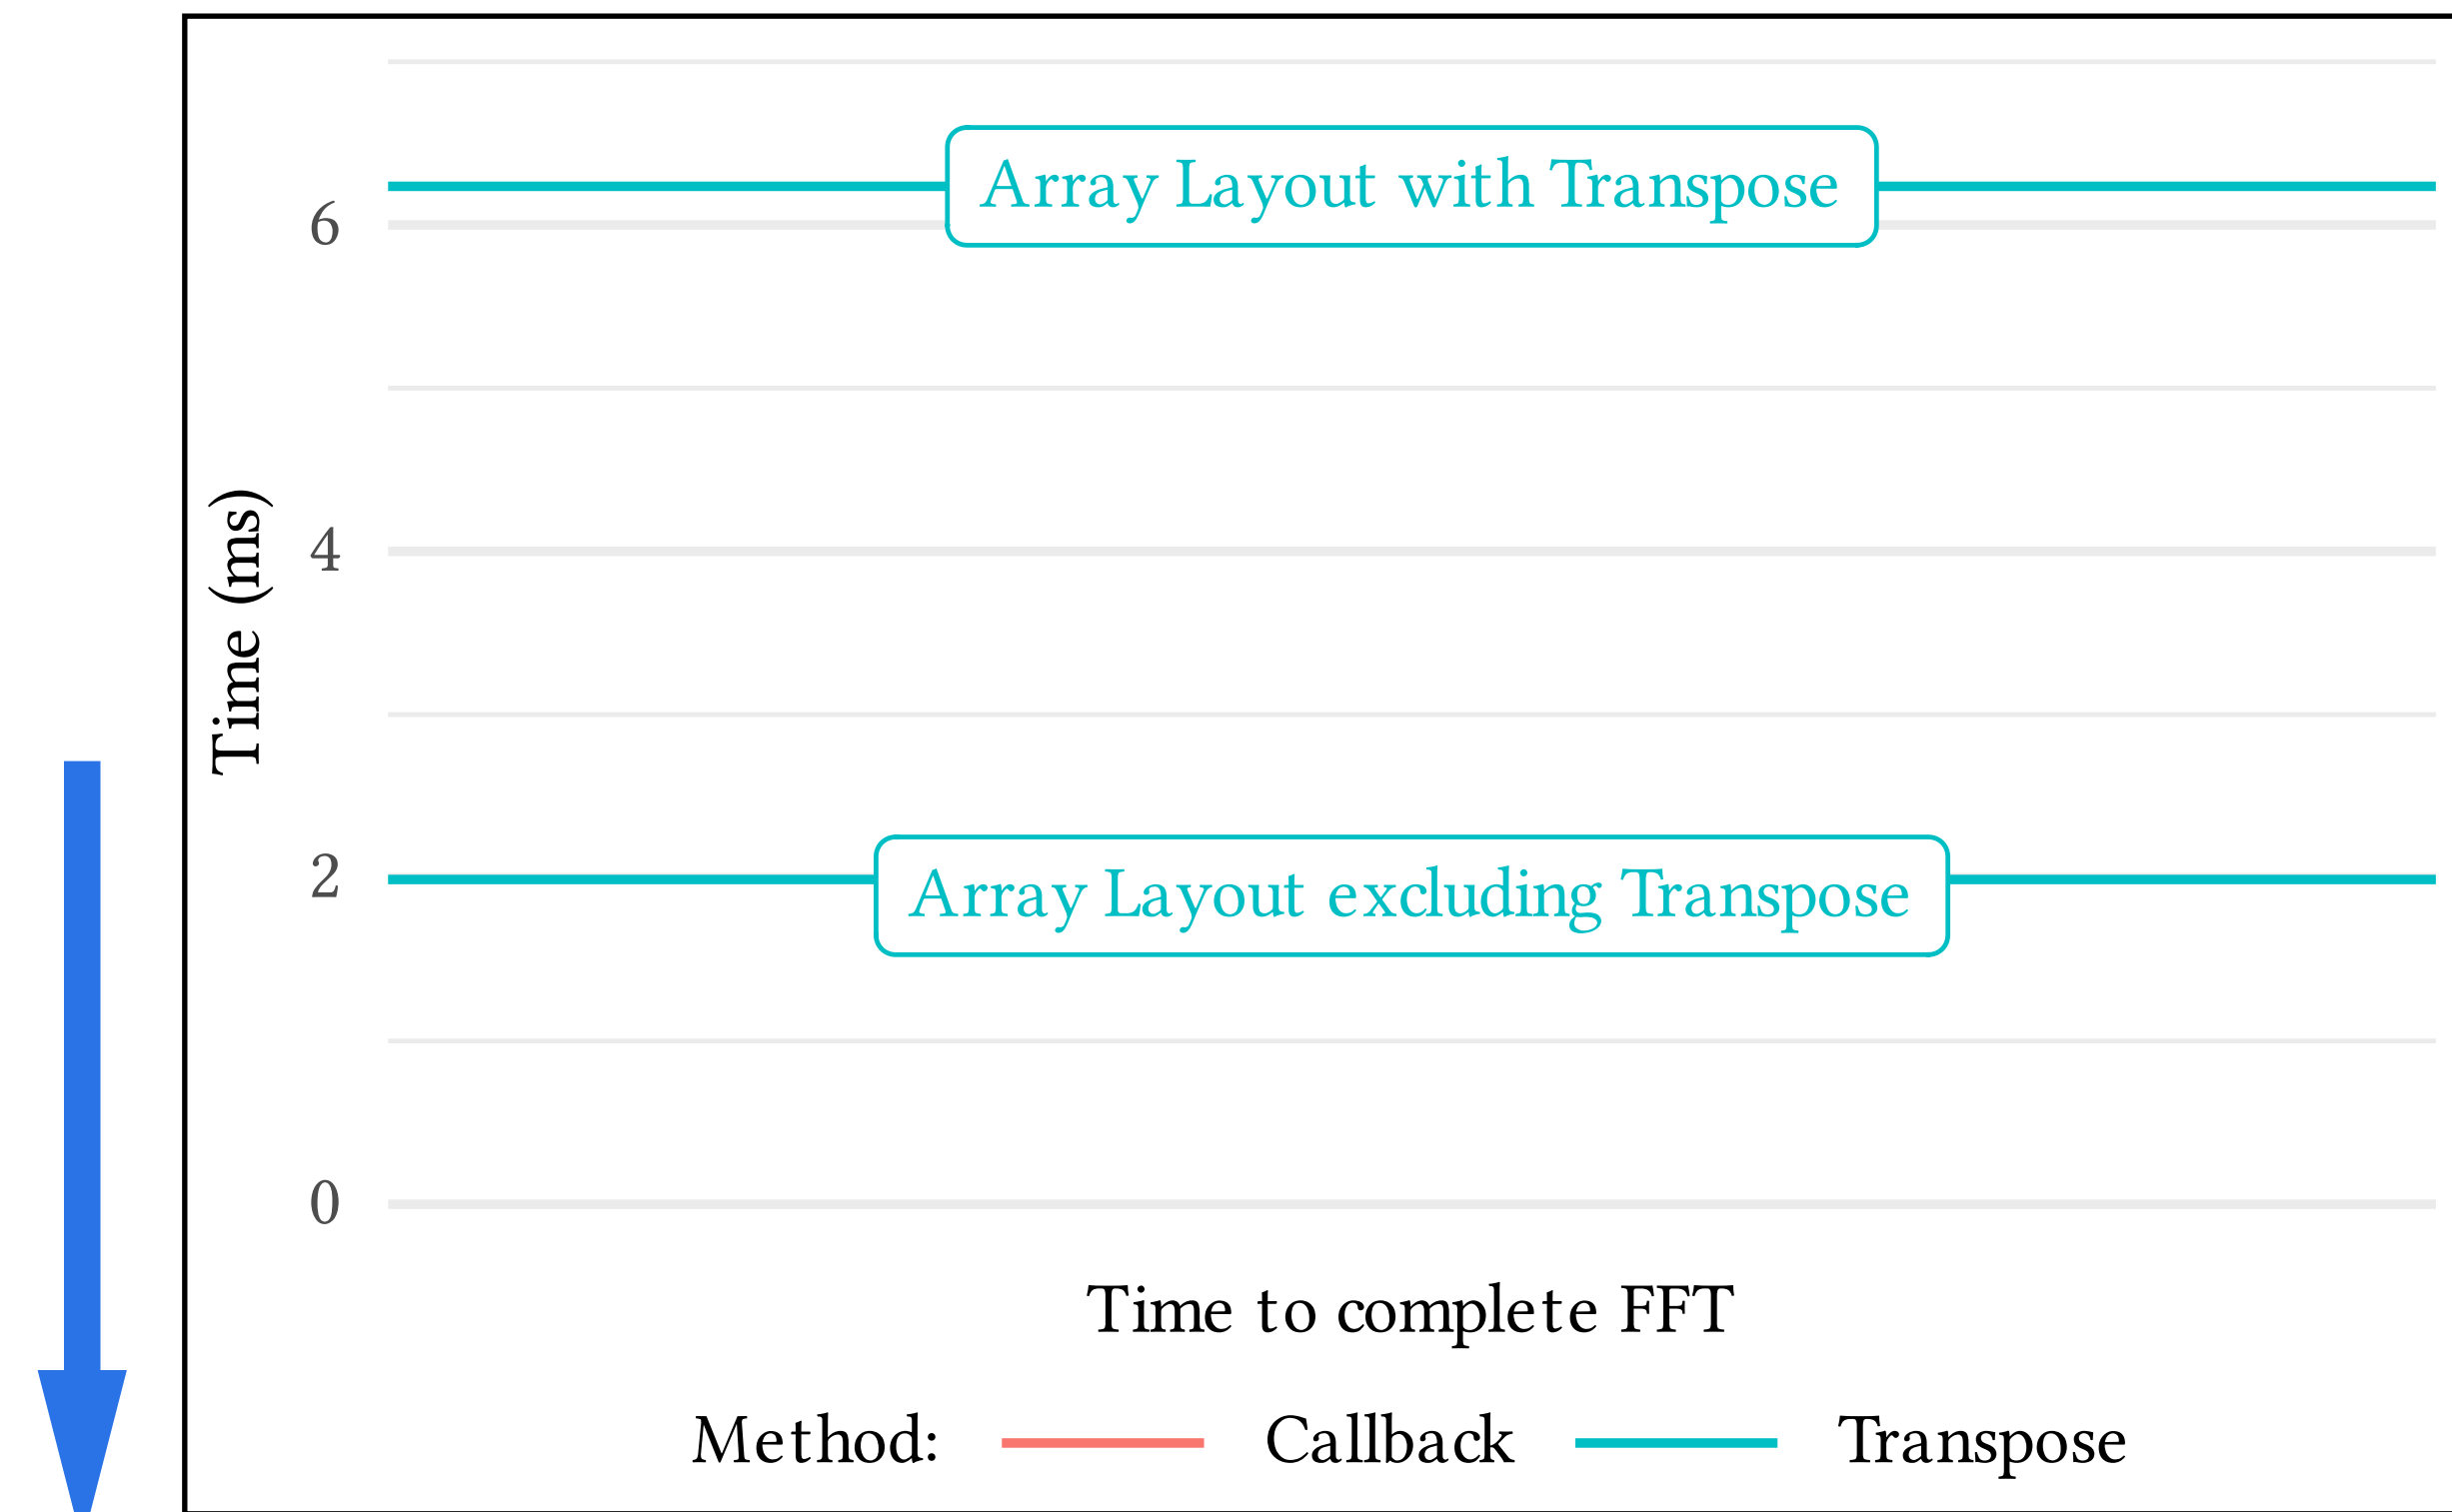 Array Layout with Transpose
6
Time (ms)
4
2
Array Layout excluding Transpose
0
Time to complete FFT
Method: Callback Transpose